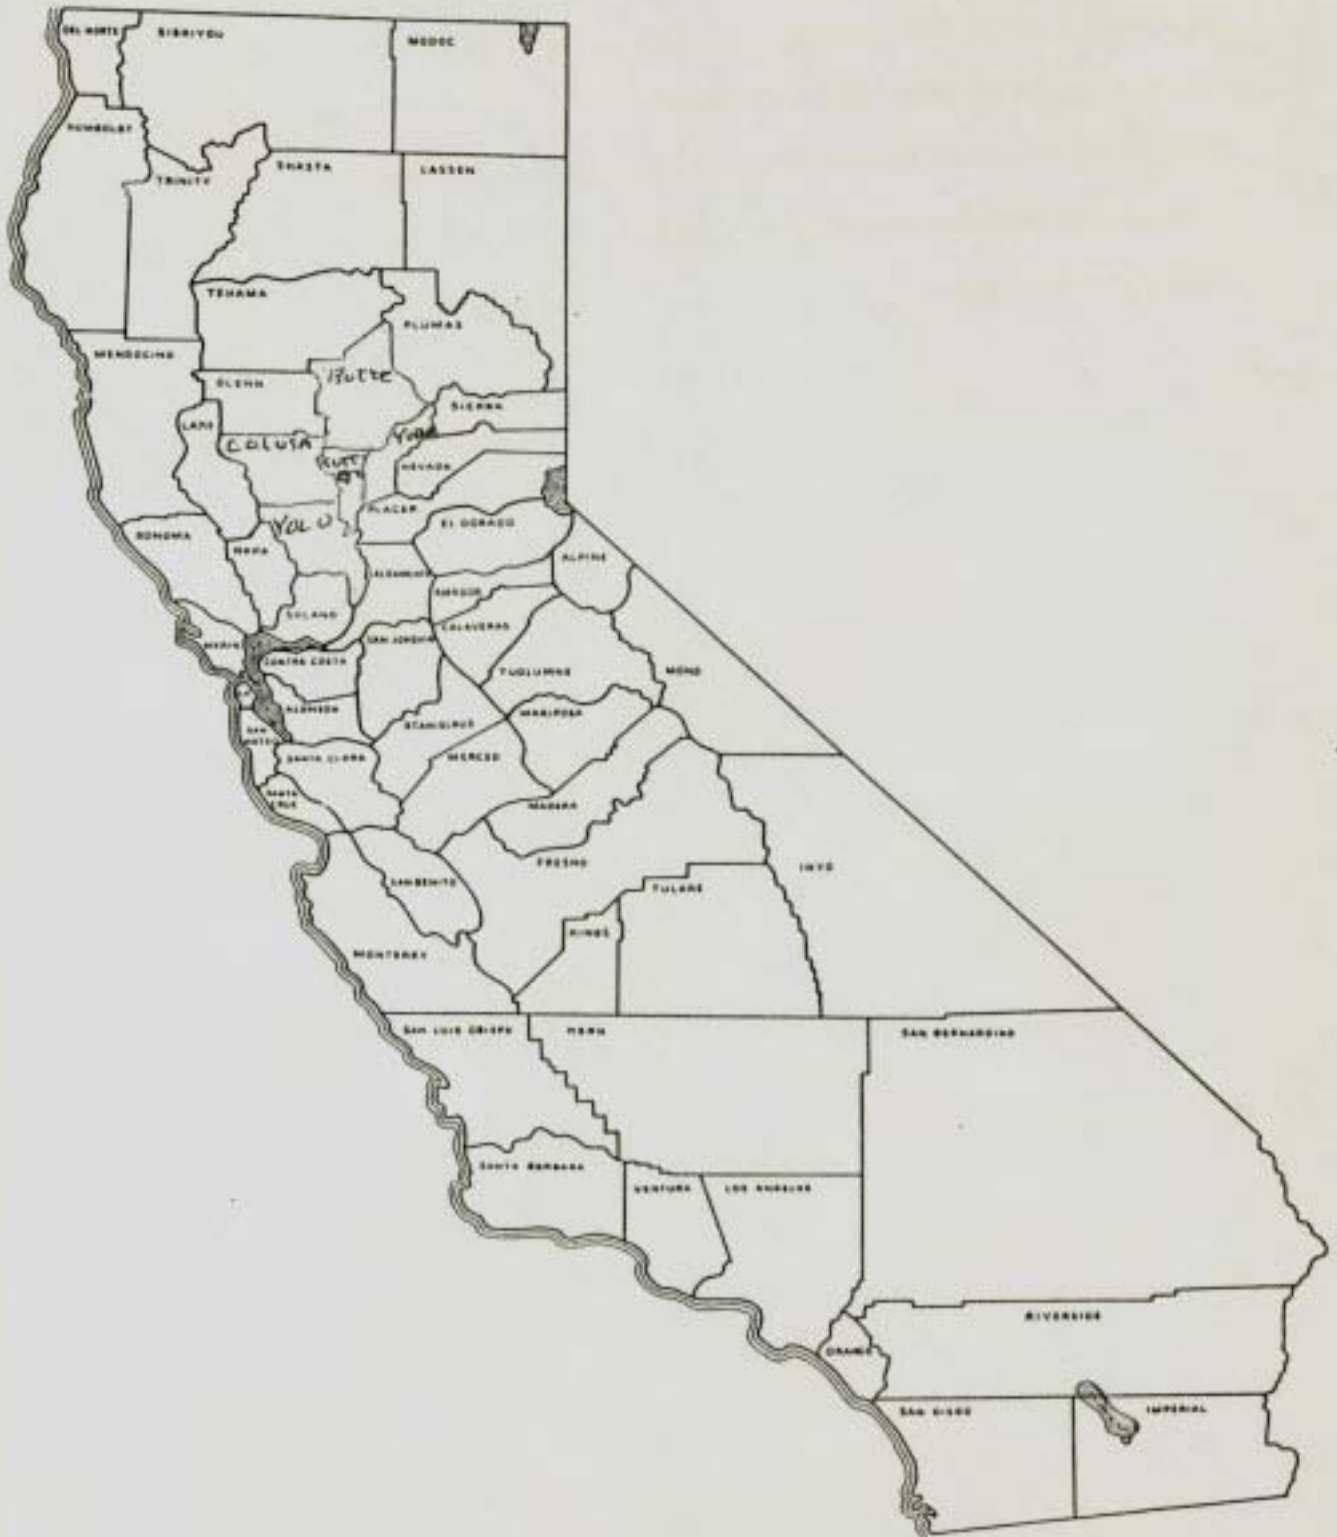 DEL NORTE
SISKIYOU
MODOC
HUMBOLDT
TRINITY
SHASTA
LASSEN
TEHAMA
PLUMAS
MENDOCINO
GLENN
BUTTE
LAKE
COLUSA
SIERRA
YUBA
NEVADA
PLACER
YOLO
SONOMA
NAPA
EL DORADO
ALPINE
SACRAMENTO
AMADOR
SOLANO
CALAVERAS
SAN JOAQUIN
MARIN
CONTRA COSTA
TUOLUMNE
MONO
ALAMEDA
STANISLAUS
MARIPOSA
SAN
MATEO
SANTA CLARA
MERCED
SANTA
CRUZ
MADERA
FRESNO
INYO
SAN BENITO
TULARE
KINGS
MONTEREY
SAN LUIS OBISPO
KERN
SAN BERNARDINO
SANTA BARBARA
VENTURA
LOS ANGELES
RIVERSIDE
ORANGE
SAN DIEGO
IMPERIAL